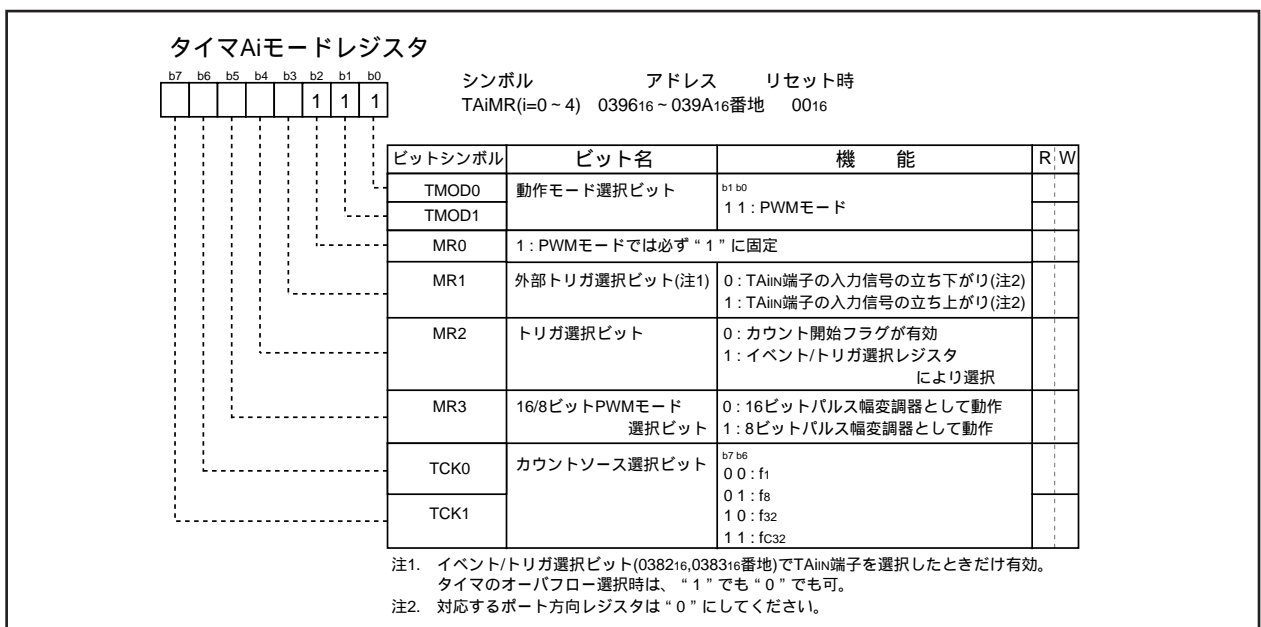 タイマAiモードレジスタ
b7 b6 b5 b4 b3 b2 b1 b0
1 1 1
シンボル アドレス リセット時
TAiMR(i=0~4) 039616~039A16番地 0016
ビットシンボル ビット名 機 能 R W
TMOD0 動作モード選択ビット b1 b0
1 1 : PWMモード
TMOD1
MR0 1 : PWMモードでは必ず“1”に固定
MR1 外部トリガ選択ビット(注1) 0 : TAiIN端子の入力信号の立ち下がり(注2)
1 : TAiIN端子の入力信号の立ち上がり(注2)
MR2 トリガ選択ビット 0 : カウント開始フラグが有効
1 : イベント/トリガ選択レジスタ
により選択
MR3 16/8ビットPWMモード 0 : 16ビットパルス幅変調器として動作
選択ビット 1 : 8ビットパルス幅変調器として動作
TCK0 カウントソース選択ビット b7 b6
0 0 : f1
0 1 : f8
TCK1 1 0 : f32
1 1 : fC32
注1. イベント/トリガ選択ビット(038216,038316番地)でTAiIN端子を選択したときだけ有効。
タイマのオーバフロー選択時は、“1”でも“0”でも可。
注2. 対応するポート方向レジスタは“0”にしてください。